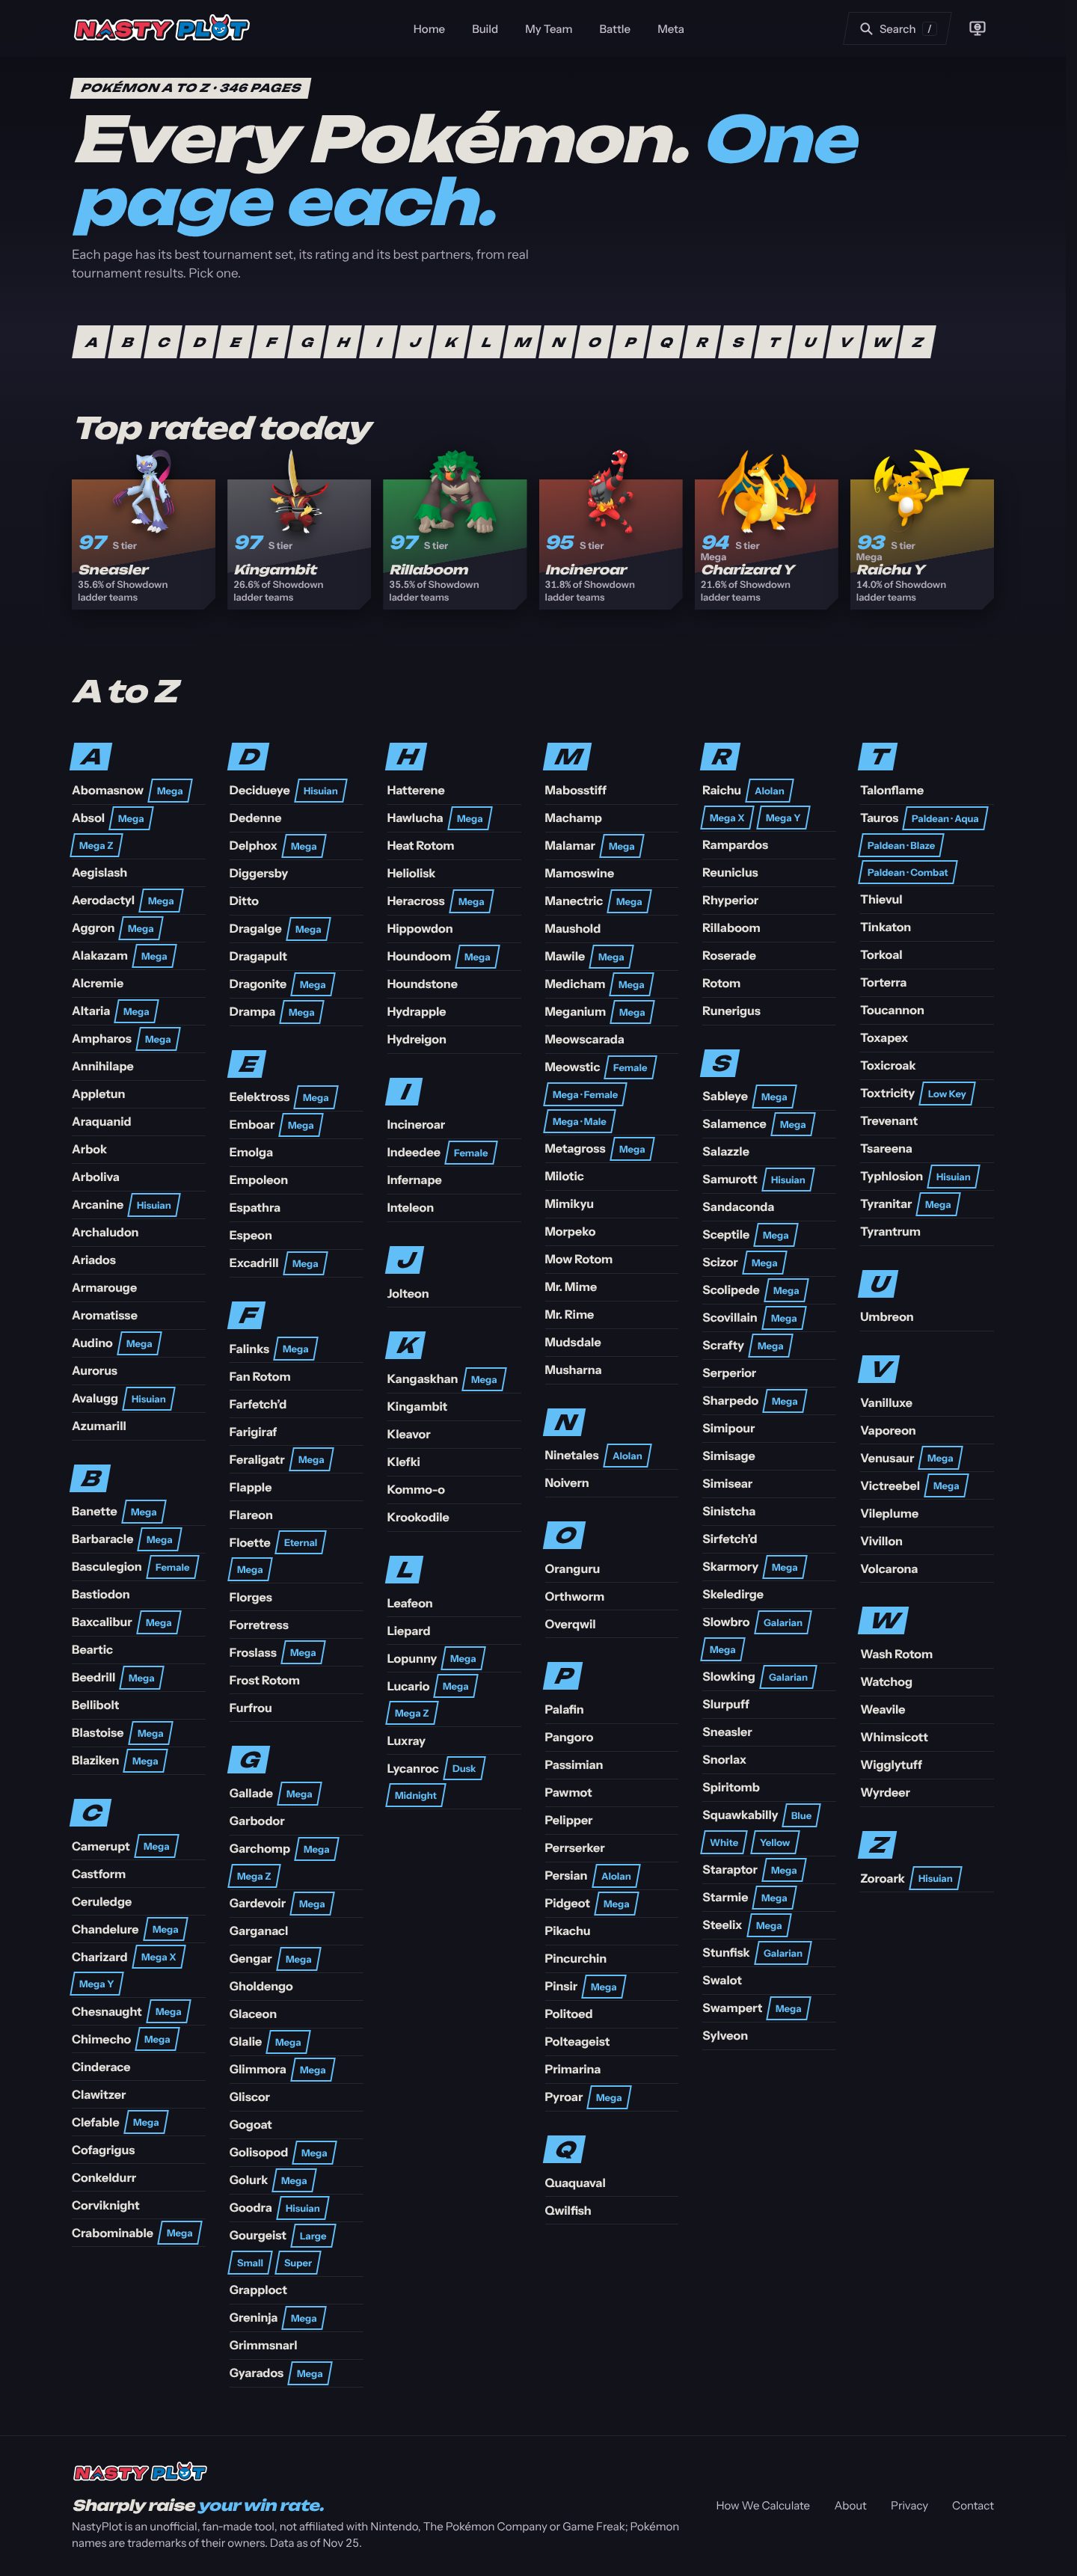 NASTY PLOT
Home Build My Team Battle Meta
Search /
POKÉMON A TO Z · 346 PAGES
Every Pokémon. One
page each.
Each page has its best tournament set, its rating and its best partners, from real
tournament results. Pick one.
A B C D E F G H I J K L M N O P Q R S T U V W Z
Top rated today
97 S tier
Sneasler
35.6% of Showdown
ladder teams
97 S tier
Kingambit
26.6% of Showdown
ladder teams
97 S tier
Rillaboom
35.5% of Showdown
ladder teams
95 S tier
Incineroar
31.8% of Showdown
ladder teams
94 S tier
Mega
Charizard Y
21.6% of Showdown
ladder teams
93 S tier
Mega
Raichu Y
14.0% of Showdown
ladder teams
A to Z
A
Abomasnow Mega
Absol Mega
Mega Z
Aegislash
Aerodactyl Mega
Aggron Mega
Alakazam Mega
Alcremie
Altaria Mega
Ampharos Mega
Annihilape
Appletun
Araquanid
Arbok
Arboliva
Arcanine Hisuian
Archaludon
Ariados
Armarouge
Aromatisse
Audino Mega
Aurorus
Avalugg Hisuian
Azumarill
B
Banette Mega
Barbaracle Mega
Basculegion Female
Bastiodon
Baxcalibur Mega
Beartic
Beedrill Mega
Bellibolt
Blastoise Mega
Blaziken Mega
C
Camerupt Mega
Castform
Ceruledge
Chandelure Mega
Charizard Mega X
Mega Y
Chesnaught Mega
Chimecho Mega
Cinderace
Clawitzer
Clefable Mega
Cofagrigus
Conkeldurr
Corviknight
Crabominable Mega
D
Decidueye Hisuian
Dedenne
Delphox Mega
Diggersby
Ditto
Dragalge Mega
Dragapult
Dragonite Mega
Drampa Mega
E
Eelektross Mega
Emboar Mega
Emolga
Empoleon
Espathra
Espeon
Excadrill Mega
F
Falinks Mega
Fan Rotom
Farfetch’d
Farigiraf
Feraligatr Mega
Flapple
Flareon
Floette Eternal
Mega
Florges
Forretress
Froslass Mega
Frost Rotom
Furfrou
G
Gallade Mega
Garbodor
Garchomp Mega
Mega Z
Gardevoir Mega
Garganacl
Gengar Mega
Gholdengo
Glaceon
Glalie Mega
Glimmora Mega
Gliscor
Gogoat
Golisopod Mega
Golurk Mega
Goodra Hisuian
Gourgeist Large
Small Super
Grapploct
Greninja Mega
Grimmsnarl
Gyarados Mega
H
Hatterene
Hawlucha Mega
Heat Rotom
Heliolisk
Heracross Mega
Hippowdon
Houndoom Mega
Houndstone
Hydrapple
Hydreigon
I
Incineroar
Indeedee Female
Infernape
Inteleon
J
Jolteon
K
Kangaskhan Mega
Kingambit
Kleavor
Klefki
Kommo-o
Krookodile
L
Leafeon
Liepard
Lopunny Mega
Lucario Mega
Mega Z
Luxray
Lycanroc Dusk
Midnight
M
Mabosstiff
Machamp
Malamar Mega
Mamoswine
Manectric Mega
Maushold
Mawile Mega
Medicham Mega
Meganium Mega
Meowscarada
Meowstic Female
Mega · Female
Mega · Male
Metagross Mega
Milotic
Mimikyu
Morpeko
Mow Rotom
Mr. Mime
Mr. Rime
Mudsdale
Musharna
N
Ninetales Alolan
Noivern
O
Oranguru
Orthworm
Overqwil
P
Palafin
Pangoro
Passimian
Pawmot
Pelipper
Perrserker
Persian Alolan
Pidgeot Mega
Pikachu
Pincurchin
Pinsir Mega
Politoed
Polteageist
Primarina
Pyroar Mega
Q
Quaquaval
Qwilfish
R
Raichu Alolan
Mega X Mega Y
Rampardos
Reuniclus
Rhyperior
Rillaboom
Roserade
Rotom
Runerigus
S
Sableye Mega
Salamence Mega
Salazzle
Samurott Hisuian
Sandaconda
Sceptile Mega
Scizor Mega
Scolipede Mega
Scovillain Mega
Scrafty Mega
Serperior
Sharpedo Mega
Simipour
Simisage
Simisear
Sinistcha
Sirfetch’d
Skarmory Mega
Skeledirge
Slowbro Galarian
Mega
Slowking Galarian
Slurpuff
Sneasler
Snorlax
Spiritomb
Squawkabilly Blue
White Yellow
Staraptor Mega
Starmie Mega
Steelix Mega
Stunfisk Galarian
Swalot
Swampert Mega
Sylveon
T
Talonflame
Tauros Paldean · Aqua
Paldean · Blaze
Paldean · Combat
Thievul
Tinkaton
Torkoal
Torterra
Toucannon
Toxapex
Toxicroak
Toxtricity Low Key
Trevenant
Tsareena
Typhlosion Hisuian
Tyranitar Mega
Tyrantrum
U
Umbreon
V
Vanilluxe
Vaporeon
Venusaur Mega
Victreebel Mega
Vileplume
Vivillon
Volcarona
W
Wash Rotom
Watchog
Weavile
Whimsicott
Wigglytuff
Wyrdeer
Z
Zoroark Hisuian
NASTY PLOT
Sharply raise your win rate.
NastyPlot is an unofficial, fan-made tool, not affiliated with Nintendo, The Pokémon Company or Game Freak; Pokémon
names are trademarks of their owners. Data as of Nov 25.
How We Calculate About Privacy Contact